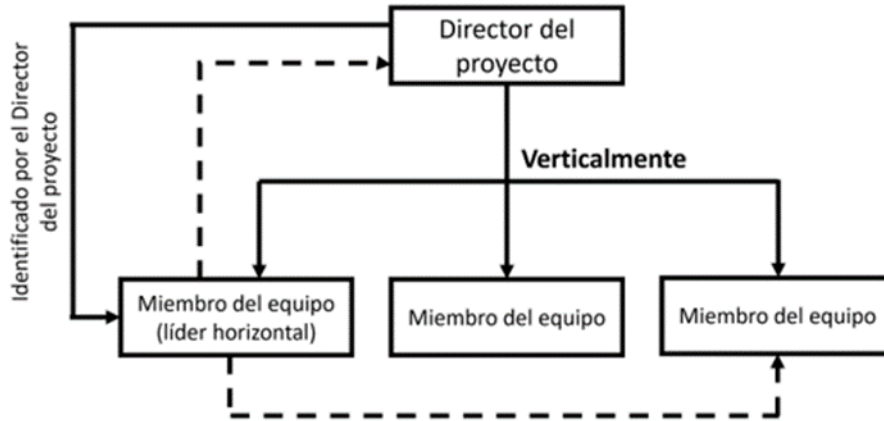 Director del
proyecto
Identificado por el Director
del proyecto
Verticalmente
Miembro del equipo
(líder horizontal)
Miembro del equipo
Miembro del equipo